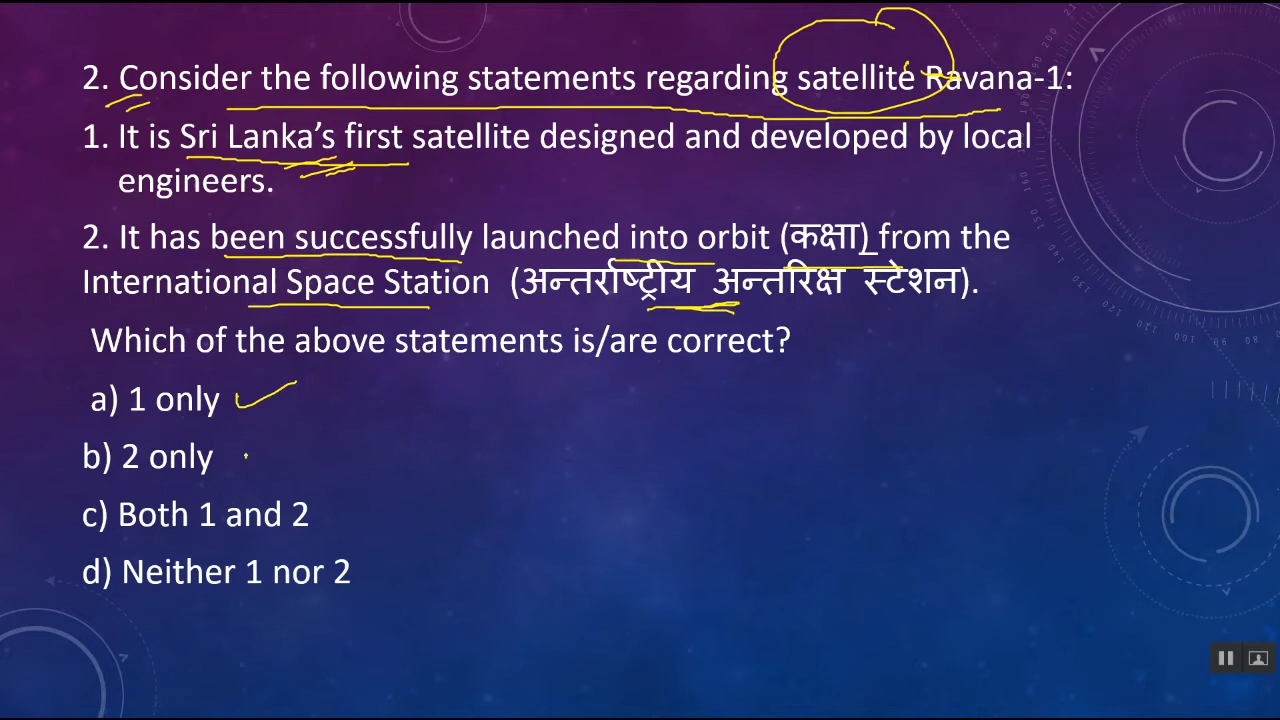 2. Consider the following statements regarding satellite Ravana-1:
1. It is Sri Lanka's first satellite designed and developed by local
engineers.
2. It has been successfully launched into orbit (कक्षा) from the
International Space Station (अन्तर्राष्ट्रीय अन्तरिक्ष स्टेशन).
Which of the above statements is/are correct?
a) 1 only
b) 2 only
c) Both 1 and 2
d) Neither 1 nor 2